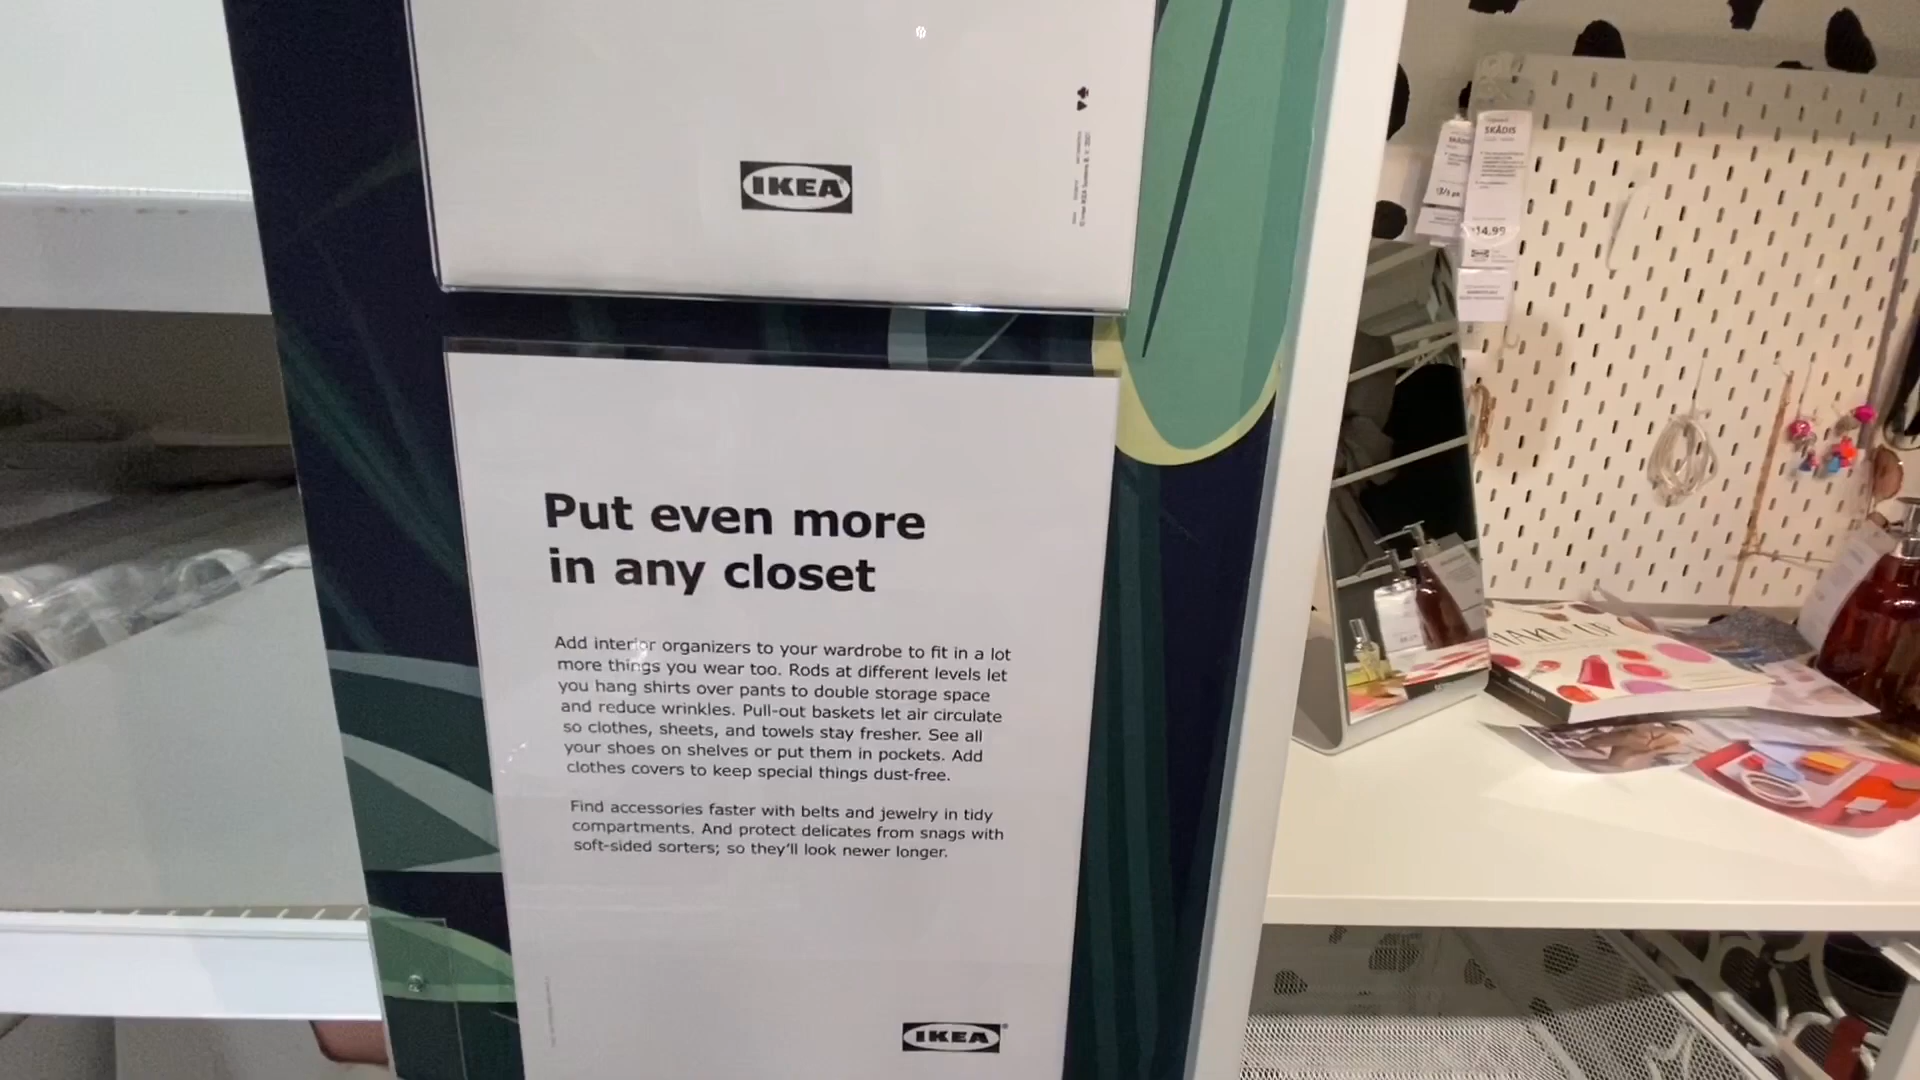 IKEA
Put even more
in any closet
Add interior organizers to your wardrobe to fit in a lot
more things you wear too. Rods at different levels let
you hang shirts over pants to double storage space
and reduce wrinkles. Pull-out baskets let air circulate
so clothes, sheets, and towels stay fresher. See all
your shoes on shelves or put them in pockets. Add
clothes covers to keep special things dust-free.
Find accessories faster with belts and jewelry in tidy
compartments. And protect delicates from snags with
soft-sided sorters; so they'll look newer longer.
IKEA
SKÅDIS
14.99
MAKE UP